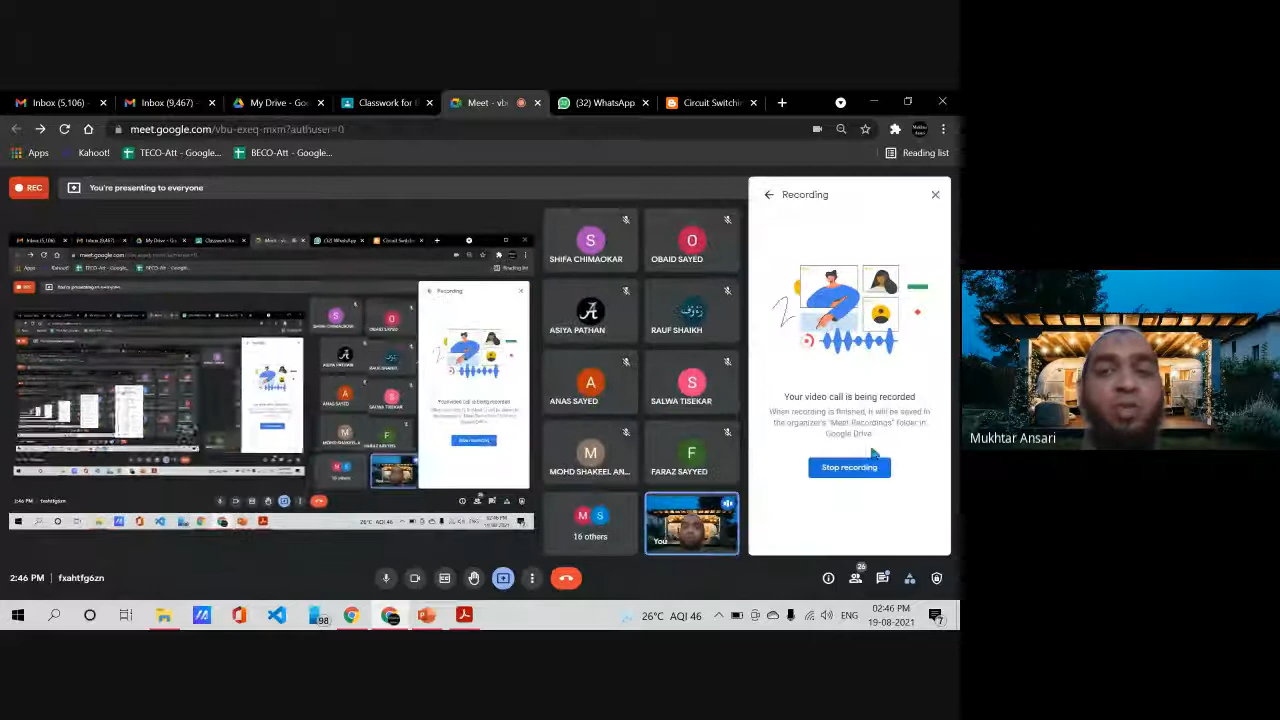 Inbox (5,106)
Inbox (9,467)
My Drive - Goo
Classwork for I
Meet - vbu
(32) WhatsApp
Circuit Switchin
meet.google.com/vbu-exeq-mxm?authuser=0
Apps
Kahoot!
TECO-Att - Google...
BECO-Att - Google...
Reading list
REC
You're presenting to everyone
Recording
SHIFA CHIMAOKAR
OBAID SAYED
ASIYA PATHAN
RAUF SHAIKH
ANAS SAYED
SALWA TISEKAR
MOHD SHAKEEL AN...
FARAZ SAYYED
16 others
You
Your video call is being recorded
When recording is finished, it will be saved in
the organizer's "Meet Recordings" folder in
Google Drive
Stop recording
Mukhtar Ansari
2:46 PM | fxahtfg6zn
26
98
26°C AQI 46
ENG
02:46 PM
19-08-2021
7